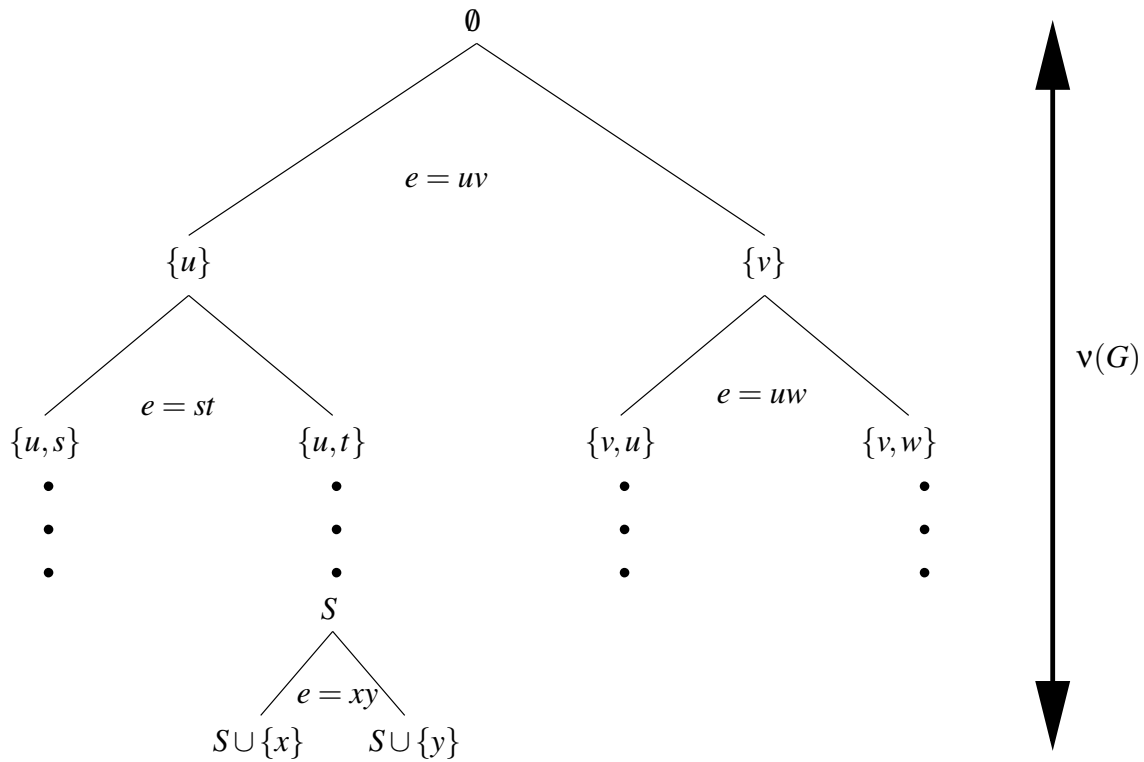 ∅
e = uv
{u} {v}
ν(G)
e = st e = uw
{u,s} {u,t} {v,u} {v,w}
S
e = xy
S∪{x} S∪{y}